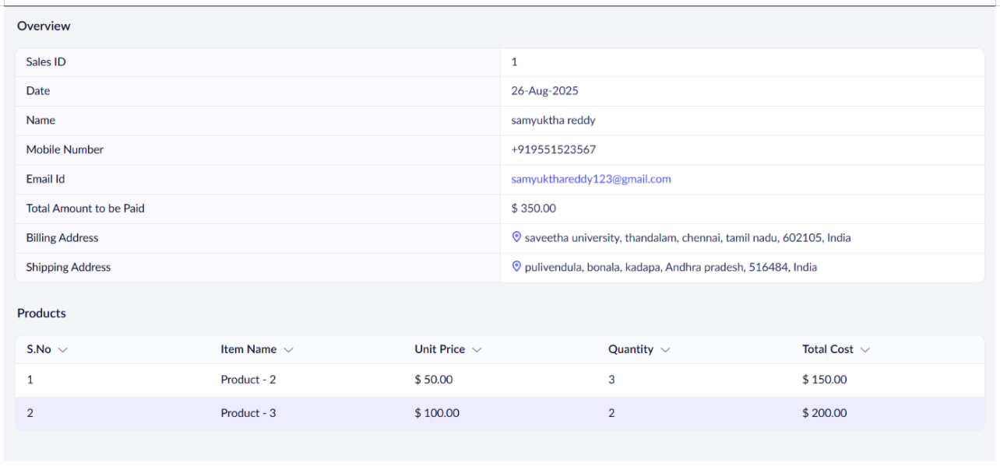 Overview
Sales ID 1
Date 26-Aug-2025
Name samyuktha reddy
Mobile Number +919551523567
Email Id samyukthareddy123@gmail.com
Total Amount to be Paid $ 350.00
Billing Address saveetha university, thandalam, chennai, tamil nadu, 602105, India
Shipping Address pulivendula, bonala, kadapa, Andhra pradesh, 516484, India
Products
S.No Item Name Unit Price Quantity Total Cost
1 Product - 2 $ 50.00 3 $ 150.00
2 Product - 3 $ 100.00 2 $ 200.00